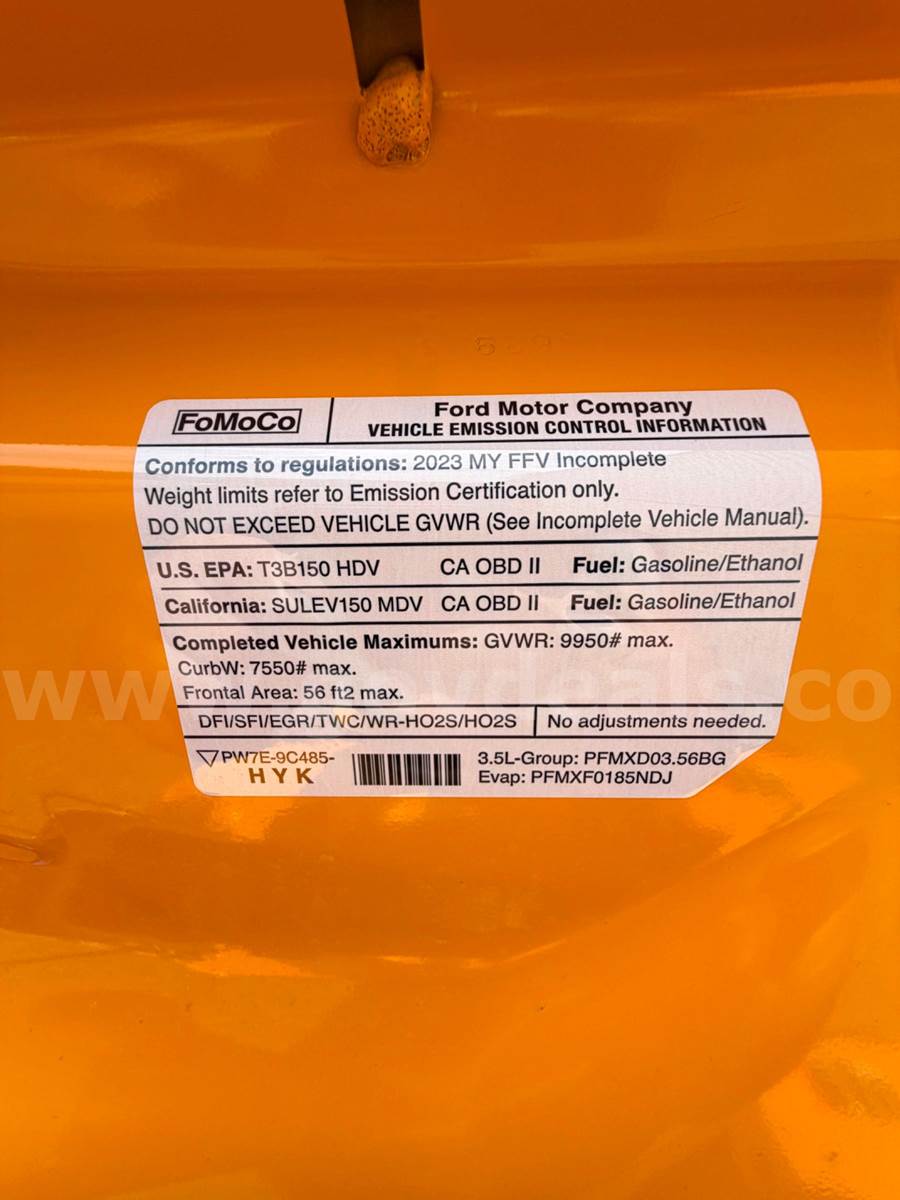 FoMoCo
Ford Motor Company
VEHICLE EMISSION CONTROL INFORMATION
Conforms to regulations: 2023 MY FFV Incomplete
Weight limits refer to Emission Certification only.
DO NOT EXCEED VEHICLE GVWR (See Incomplete Vehicle Manual).
U.S. EPA: T3B150 HDV CA OBD II Fuel: Gasoline/Ethanol
California: SULEV150 MDV CA OBD II Fuel: Gasoline/Ethanol
Completed Vehicle Maximums: GVWR: 9950# max.
CurbW: 7550# max.
Frontal Area: 56 ft2 max.
DFI/SFI/EGR/TWC/WR-HO2S/HO2S No adjustments needed.
PW7E-9C485-
HYK
3.5L-Group: PFMXD03.56BG
Evap: PFMXF0185NDJ